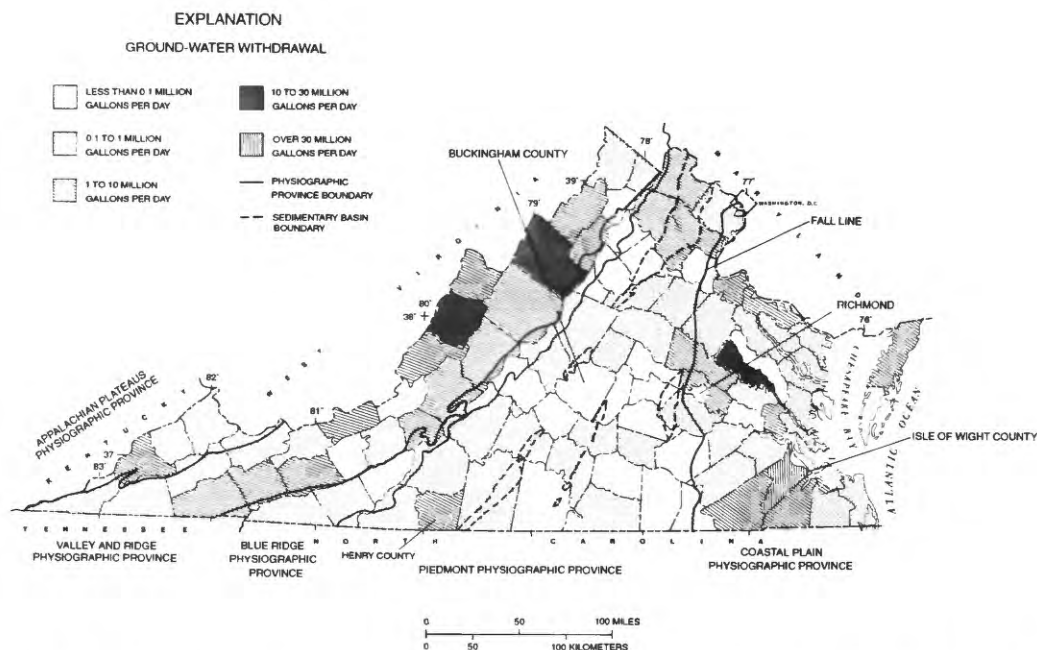 EXPLANATION
GROUND-WATER WITHDRAWAL
LESS THAN 0.1 MILLION
GALLONS PER DAY
0.1 TO 1 MILLION
GALLONS PER DAY
1 TO 10 MILLION
GALLONS PER DAY
10 TO 30 MILLION
GALLONS PER DAY
OVER 30 MILLION
GALLONS PER DAY
PHYSIOGRAPHIC
PROVINCE BOUNDARY
SEDIMENTARY BASIN
BOUNDARY
BUCKINGHAM COUNTY
78°
77°
39°
WASHINGTON, D.C.
79°
FALL LINE
80°
38°
RICHMOND
76°
WEST VIRGINIA
MARYLAND
CHESAPEAKE BAY
ATLANTIC OCEAN
APPALACHIAN PLATEAUS
PHYSIOGRAPHIC PROVINCE
KENTUCKY
82°
81°
37
83°
ISLE OF WIGHT COUNTY
TENNESSEE
NORTH CAROLINA
VALLEY AND RIDGE
PHYSIOGRAPHIC PROVINCE
BLUE RIDGE
PHYSIOGRAPHIC
PROVINCE
HENRY COUNTY
PIEDMONT PHYSIOGRAPHIC PROVINCE
COASTAL PLAIN
PHYSIOGRAPHIC PROVINCE
0 50 100 MILES
0 50 100 KILOMETERS